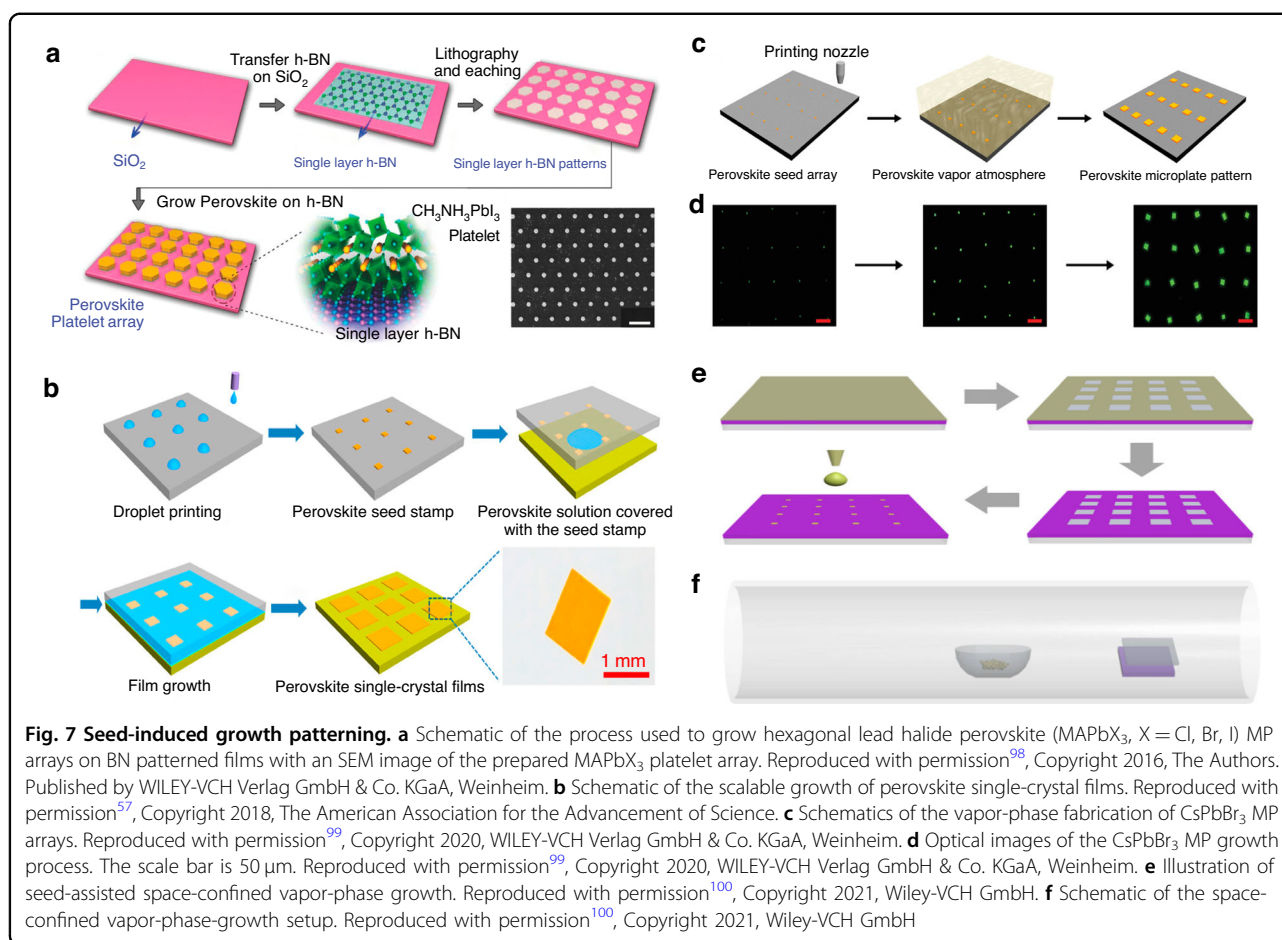 a
Transfer h-BN
on SiO₂
Lithography
and eaching
SiO₂
Single layer h-BN
Single layer h-BN patterns
Grow Perovskite on h-BN
CH₃NH₃PbI₃
Platelet
Perovskite
Platelet array
Single layer h-BN
b
Droplet printing
Perovskite seed stamp
Perovskite solution covered
with the seed stamp
Film growth
Perovskite single-crystal films
1 mm
c
Printing nozzle
Perovskite seed array
Perovskite vapor atmosphere
Perovskite microplate pattern
d
e
f
Fig. 7 Seed-induced growth patterning. a Schematic of the process used to grow hexagonal lead halide perovskite (MAPbX₃, X = Cl, Br, I) MP
arrays on BN patterned films with an SEM image of the prepared MAPbX₃ platelet array. Reproduced with permission⁹⁸, Copyright 2016, The Authors.
Published by WILEY-VCH Verlag GmbH & Co. KGaA, Weinheim. b Schematic of the scalable growth of perovskite single-crystal films. Reproduced with
permission⁵⁷, Copyright 2018, The American Association for the Advancement of Science. c Schematics of the vapor-phase fabrication of CsPbBr₃ MP
arrays. Reproduced with permission⁹⁹, Copyright 2020, WILEY-VCH Verlag GmbH & Co. KGaA, Weinheim. d Optical images of the CsPbBr₃ MP growth
process. The scale bar is 50 μm. Reproduced with permission⁹⁹, Copyright 2020, WILEY-VCH Verlag GmbH & Co. KGaA, Weinheim. e Illustration of
seed-assisted space-confined vapor-phase growth. Reproduced with permission¹⁰⁰, Copyright 2021, Wiley-VCH GmbH. f Schematic of the space-
confined vapor-phase-growth setup. Reproduced with permission¹⁰⁰, Copyright 2021, Wiley-VCH GmbH